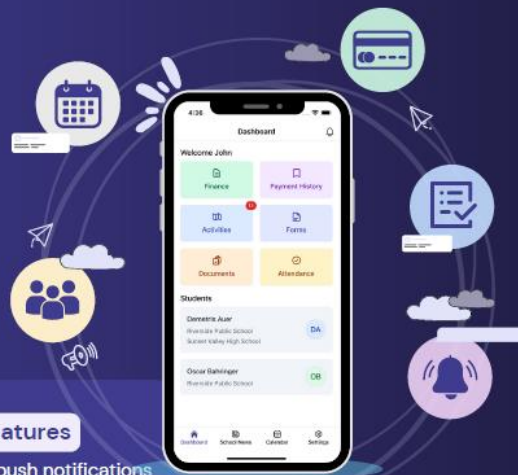 4:36
Dashboard
Welcome John
Finance
Payment History
Activities
Forms
Documents
Attendance
Students
Demetris Auer
Riverside Public School
Sunset Valley High School
DA
Oscar Bahringer
Riverside Public School
OB
Dashboard School News Calendar Settings
atures
push notifications